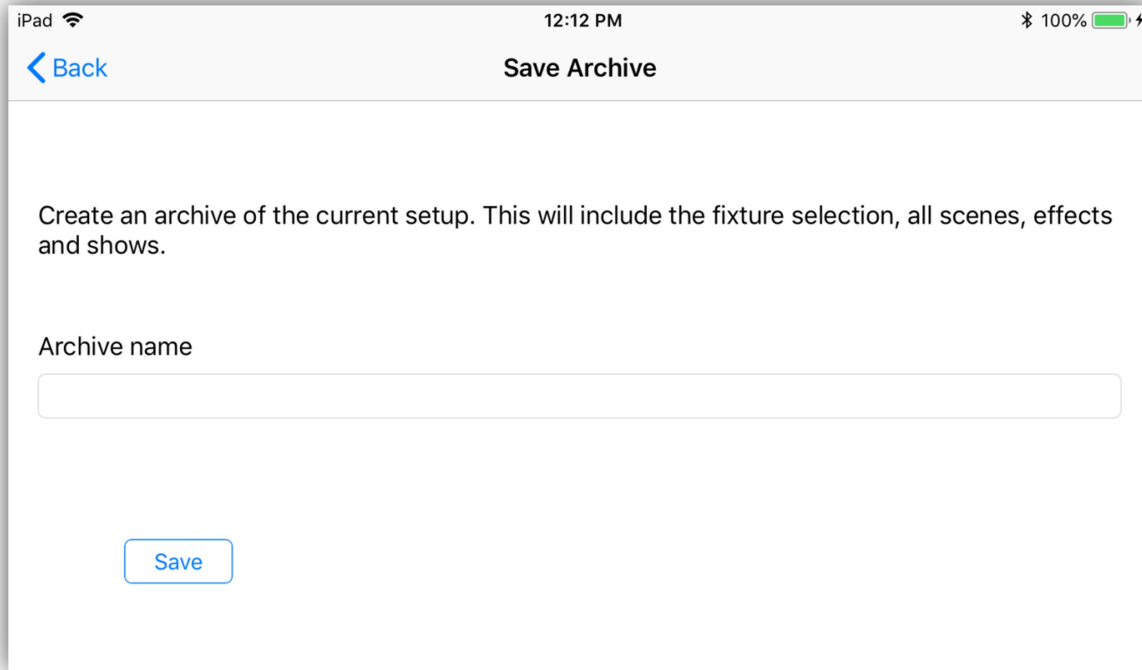 iPad 12:12 PM 100%
Back Save Archive
Create an archive of the current setup. This will include the fixture selection, all scenes, effects
and shows.
Archive name
Save